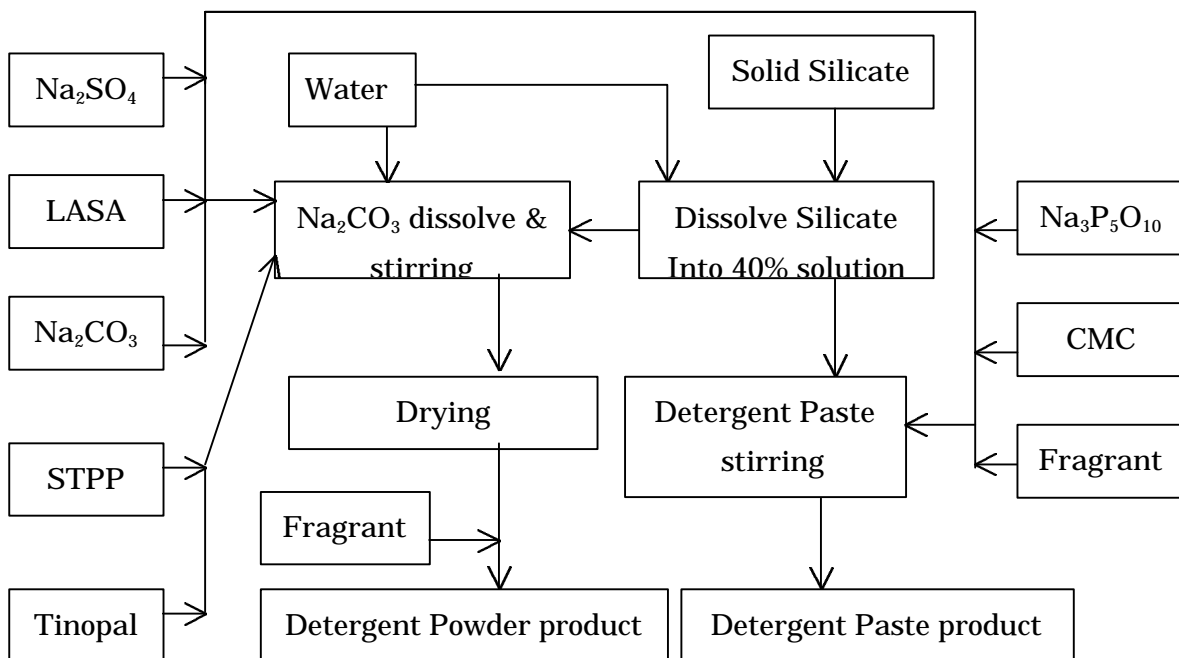 Na₂SO₄
Water
Solid Silicate
LASA
Na₂CO₃ dissolve &
stirring
Dissolve Silicate
Into 40% solution
Na₃P₅O₁₀
Na₂CO₃
CMC
Drying
Detergent Paste
stirring
STPP
Fragrant
Fragrant
Tinopal
Detergent Powder product
Detergent Paste product